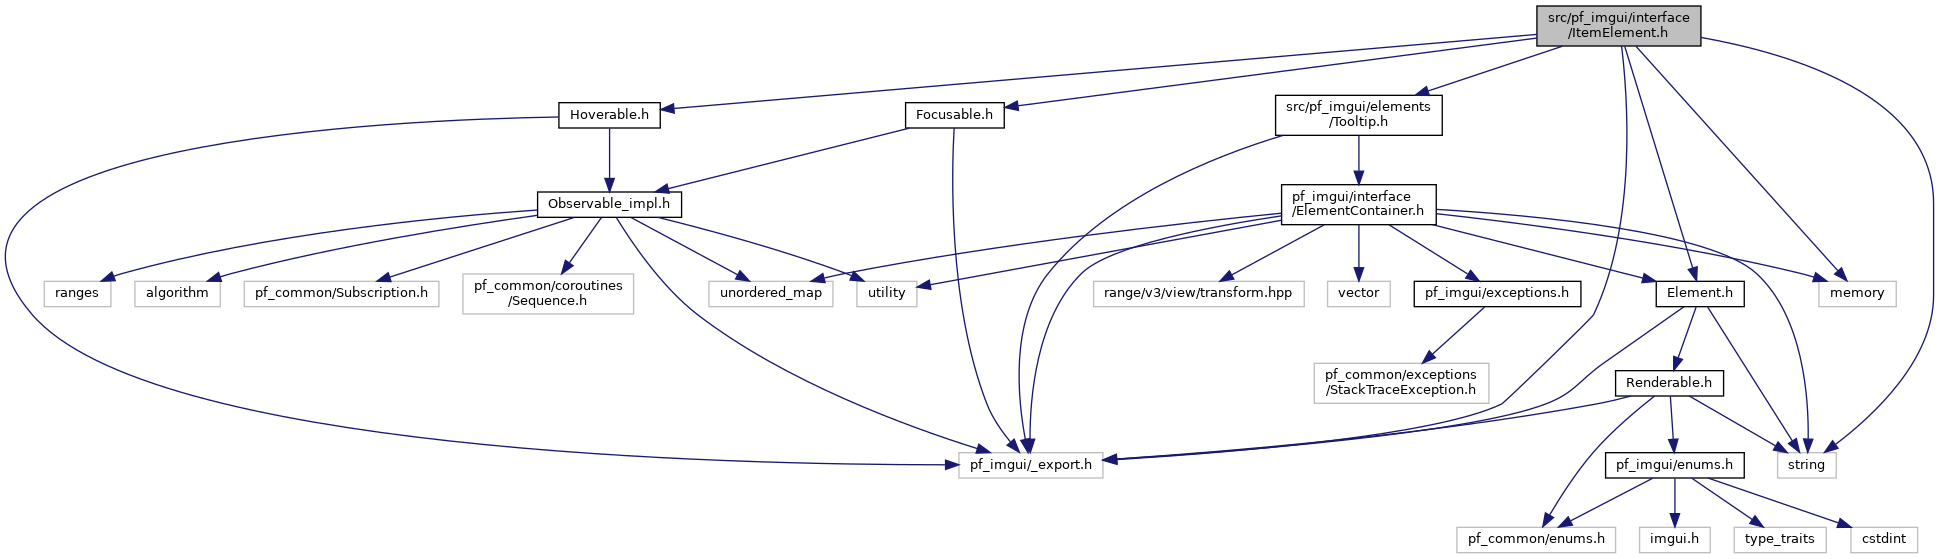 src/pf_imgui/interface
/ItemElement.h
Hoverable.h
Focusable.h
src/pf_imgui/elements
/Tooltip.h
Observable_impl.h
pf_imgui/interface
/ElementContainer.h
ranges
algorithm
pf_common/Subscription.h
pf_common/coroutines
/Sequence.h
unordered_map
utility
range/v3/view/transform.hpp
vector
pf_imgui/exceptions.h
Element.h
memory
pf_common/exceptions
/StackTraceException.h
Renderable.h
pf_imgui/_export.h
pf_imgui/enums.h
string
pf_common/enums.h
imgui.h
type_traits
cstdint